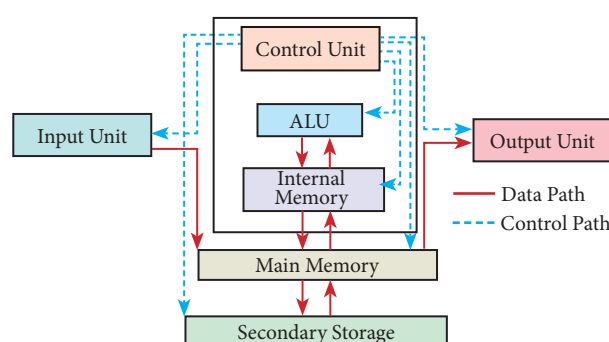 Control Unit
Input Unit
ALU
Output Unit
Internal
Memory
Data Path
Control Path
Main Memory
Secondary Storage